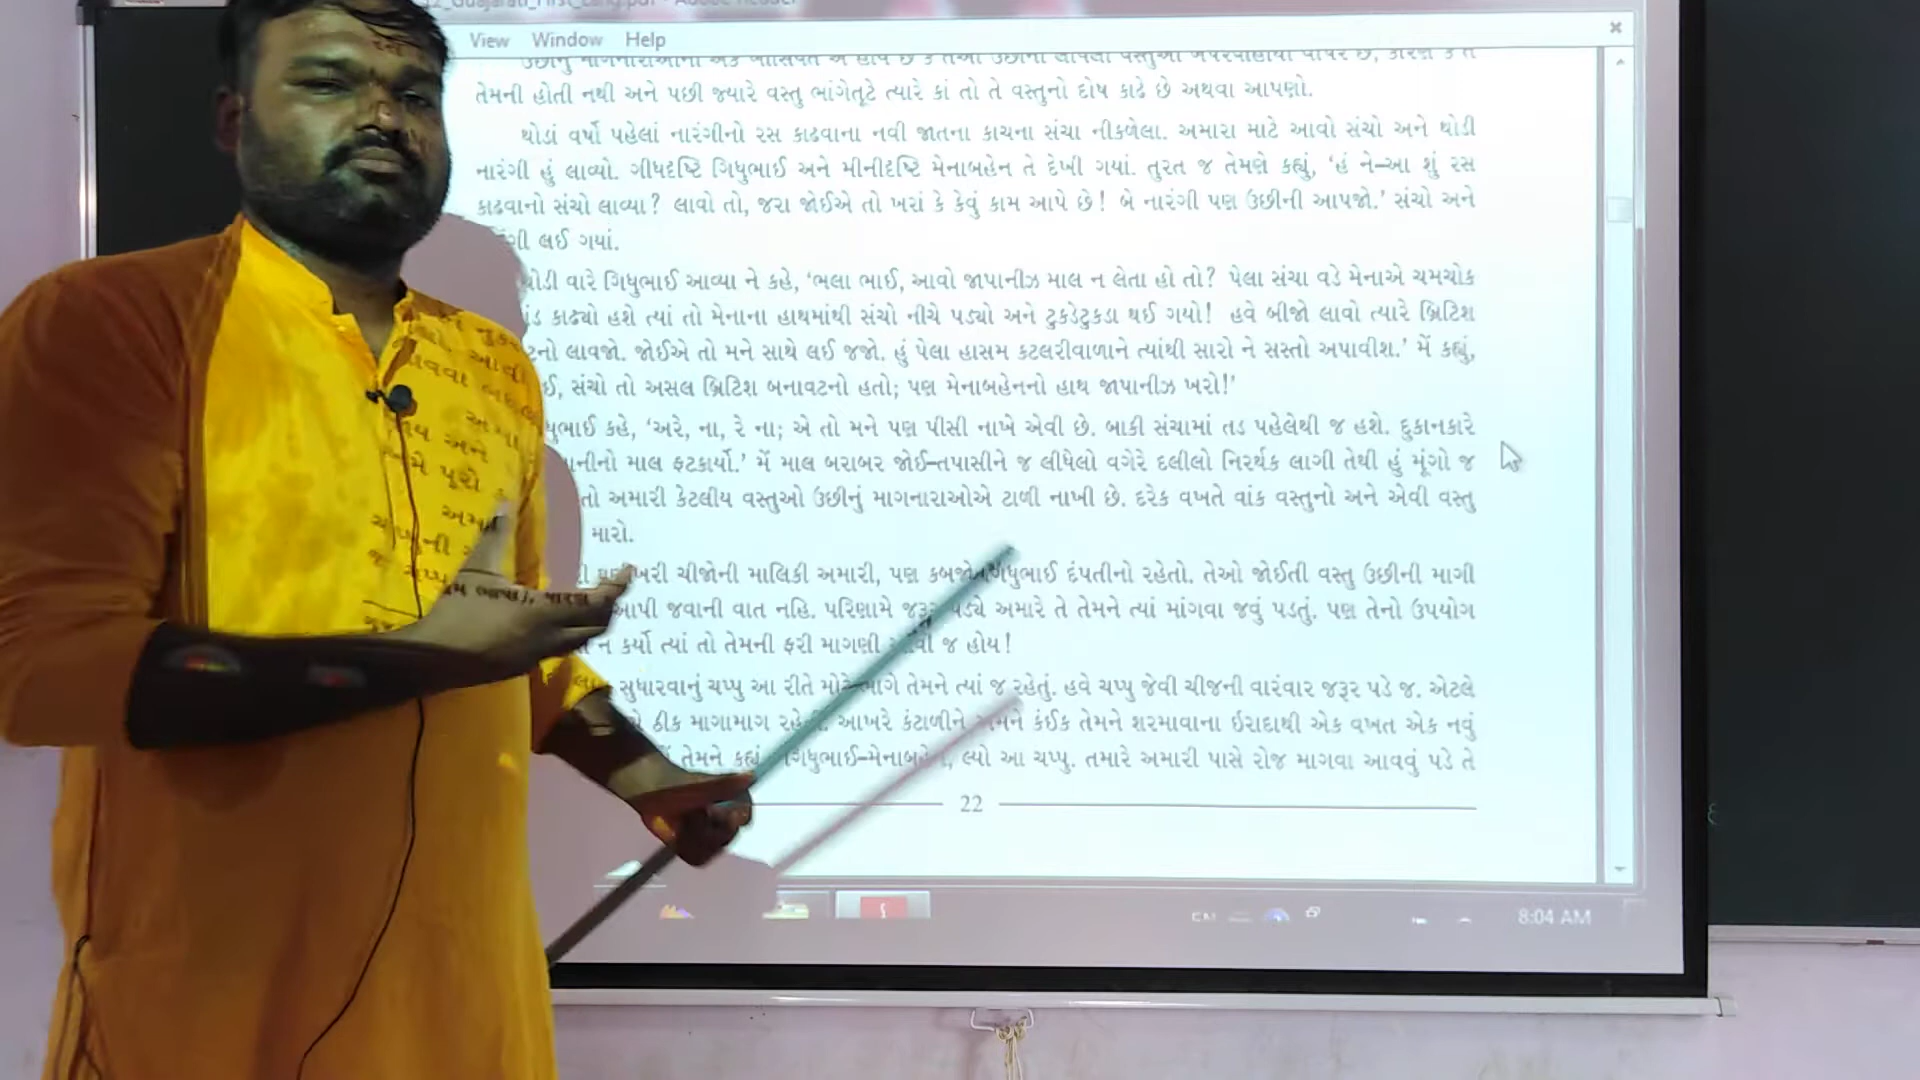 View Window Help
તેમની હોતી નથી અને પછી જ્યારે વસ્તુ ભાંગેતૂટે ત્યારે કાં તો તે વસ્તુનો દોષ કાઢે છે અથવા આપણો.
થોડાં વર્ષો પહેલાં નારંગીનો રસ કાઢવાના નવી જાતના કાચના સંચા નીકળેલા. અમારા માટે આવો સંચો અને થોડી
નારંગી હું લાવ્યો. ગીધદષ્ટિ ગિધુભાઈ અને મીનીદષ્ટિ મેનાબહેન તે દેખી ગયાં. તુરત જ તેમણે કહ્યું, ‘હં ને–આ શું રસ
કાઢવાનો સંચો લાવ્યા? લાવો તો, જરા જોઈએ તો ખરાં કે કેવું કામ આપે છે! બે નારંગી પણ ઉછીની આપજો.’ સંચો અને
લઈ ગયાં.
વારે ગિધુભાઈ આવ્યા ને કહે, ‘ભલા ભાઈ, આવો જાપાનીઝ માલ ન લેતા હો તો? પેલા સંચા વડે મેનાએ ચમચોક
કાઢ્યો હશે ત્યાં તો મેનાના હાથમાંથી સંચો નીચે પડ્યો અને ટુકડેટુકડા થઈ ગયો! હવે બીજો લાવો ત્યારે બ્રિટિશ
લાવજો. જોઈએ તો મને સાથે લઈ જજો. હું પેલા હાસમ કટલરીવાળાને ત્યાંથી સારો ને સસ્તો અપાવીશ.’ મેં કહ્યું,
સંચો તો અસલ બ્રિટિશ બનાવટનો હતો; પણ મેનાબહેનનો હાથ જાપાનીઝ ખરો!’
કહે, ‘અરે, ના, રે ના; એ તો મને પણ પીસી નાખે એવી છે. બાકી સંચામાં તડ પહેલેથી જ હશે. દુકાનકારે
માલ ફટકાર્યો.’ મેં માલ બરાબર જોઈ–તપાસીને જ લીધેલો વગેરે દલીલો નિરર્થક લાગી તેથી હું મૂંગો જ
તો અમારી કેટલીય વસ્તુઓ ઉછીનું માગનારાઓએ ટાળી નાખી છે. દરેક વખતે વાંક વસ્તુનો અને એવી વસ્તુ
મારો.
ચીજોની માલિકી અમારી, પણ કબજો ગિધુભાઈ દંપતીનો રહેતો. તેઓ જોઈતી વસ્તુ ઉછીની માગી
આપી જવાની વાત નહિ. પરિણામે જરૂર પડ્યે અમારે તે તેમને ત્યાં માંગવા જવું પડતું. પણ તેનો ઉપયોગ
ન કર્યો ત્યાં તો તેમની ફરી માગણી આવી જ હોય!
સુધારવાનું ચપ્પુ આ રીતે મોટે ભાગે તેમને ત્યાં જ રહેતું. હવે ચપ્પુ જેવી ચીજની વારંવાર જરૂર પડે જ. એટલે
ઠીક માગામાગ રહેતી. આખરે કંટાળીને અમને કંઈક તેમને શરમાવાના ઇરાદાથી એક વખત એક નવું
તેમને કહ્યું ગિધુભાઈ–મેનાબહેન, લ્યો આ ચપ્પુ. તમારે અમારી પાસે રોજ માગવા આવવું પડે તે
22
EN 8:04 AM